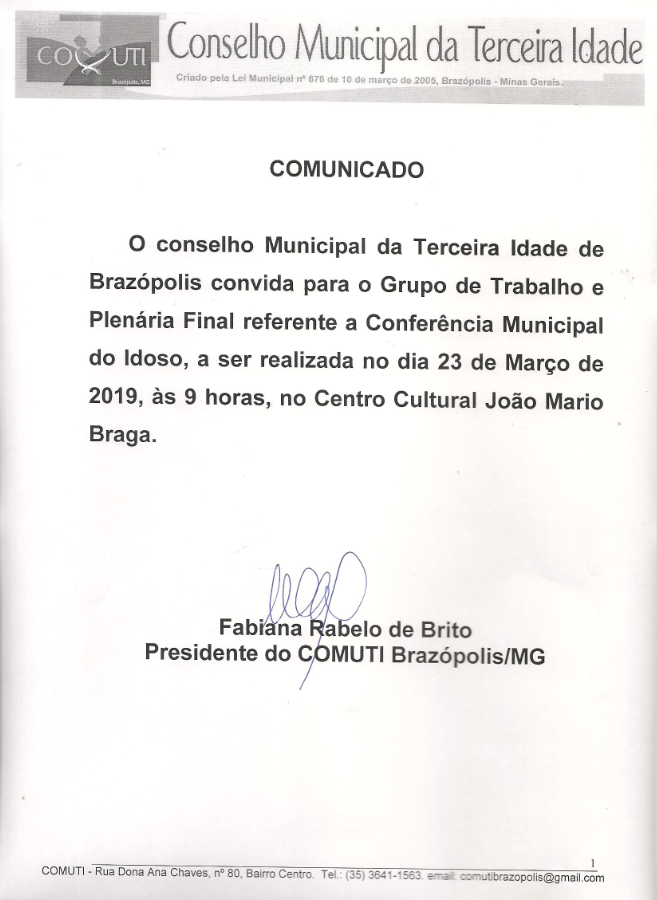 COMUTI
Brazópolis, MG
Conselho Municipal da Terceira Idade
Criado pela Lei Municipal nº 676 de 10 de março de 2005, Brazópolis - Minas Gerais.
COMUNICADO
O conselho Municipal da Terceira Idade de
Brazópolis convida para o Grupo de Trabalho e
Plenária Final referente a Conferência Municipal
do Idoso, a ser realizada no dia 23 de Março de
2019, às 9 horas, no Centro Cultural João Mario
Braga.
Fabiana Rabelo de Brito
Presidente do COMUTI Brazópolis/MG
1
COMUTI - Rua Dona Ana Chaves, nº 80, Bairro Centro. Tel.: (35) 3641-1563. email: comutibrazopolis@gmail.com